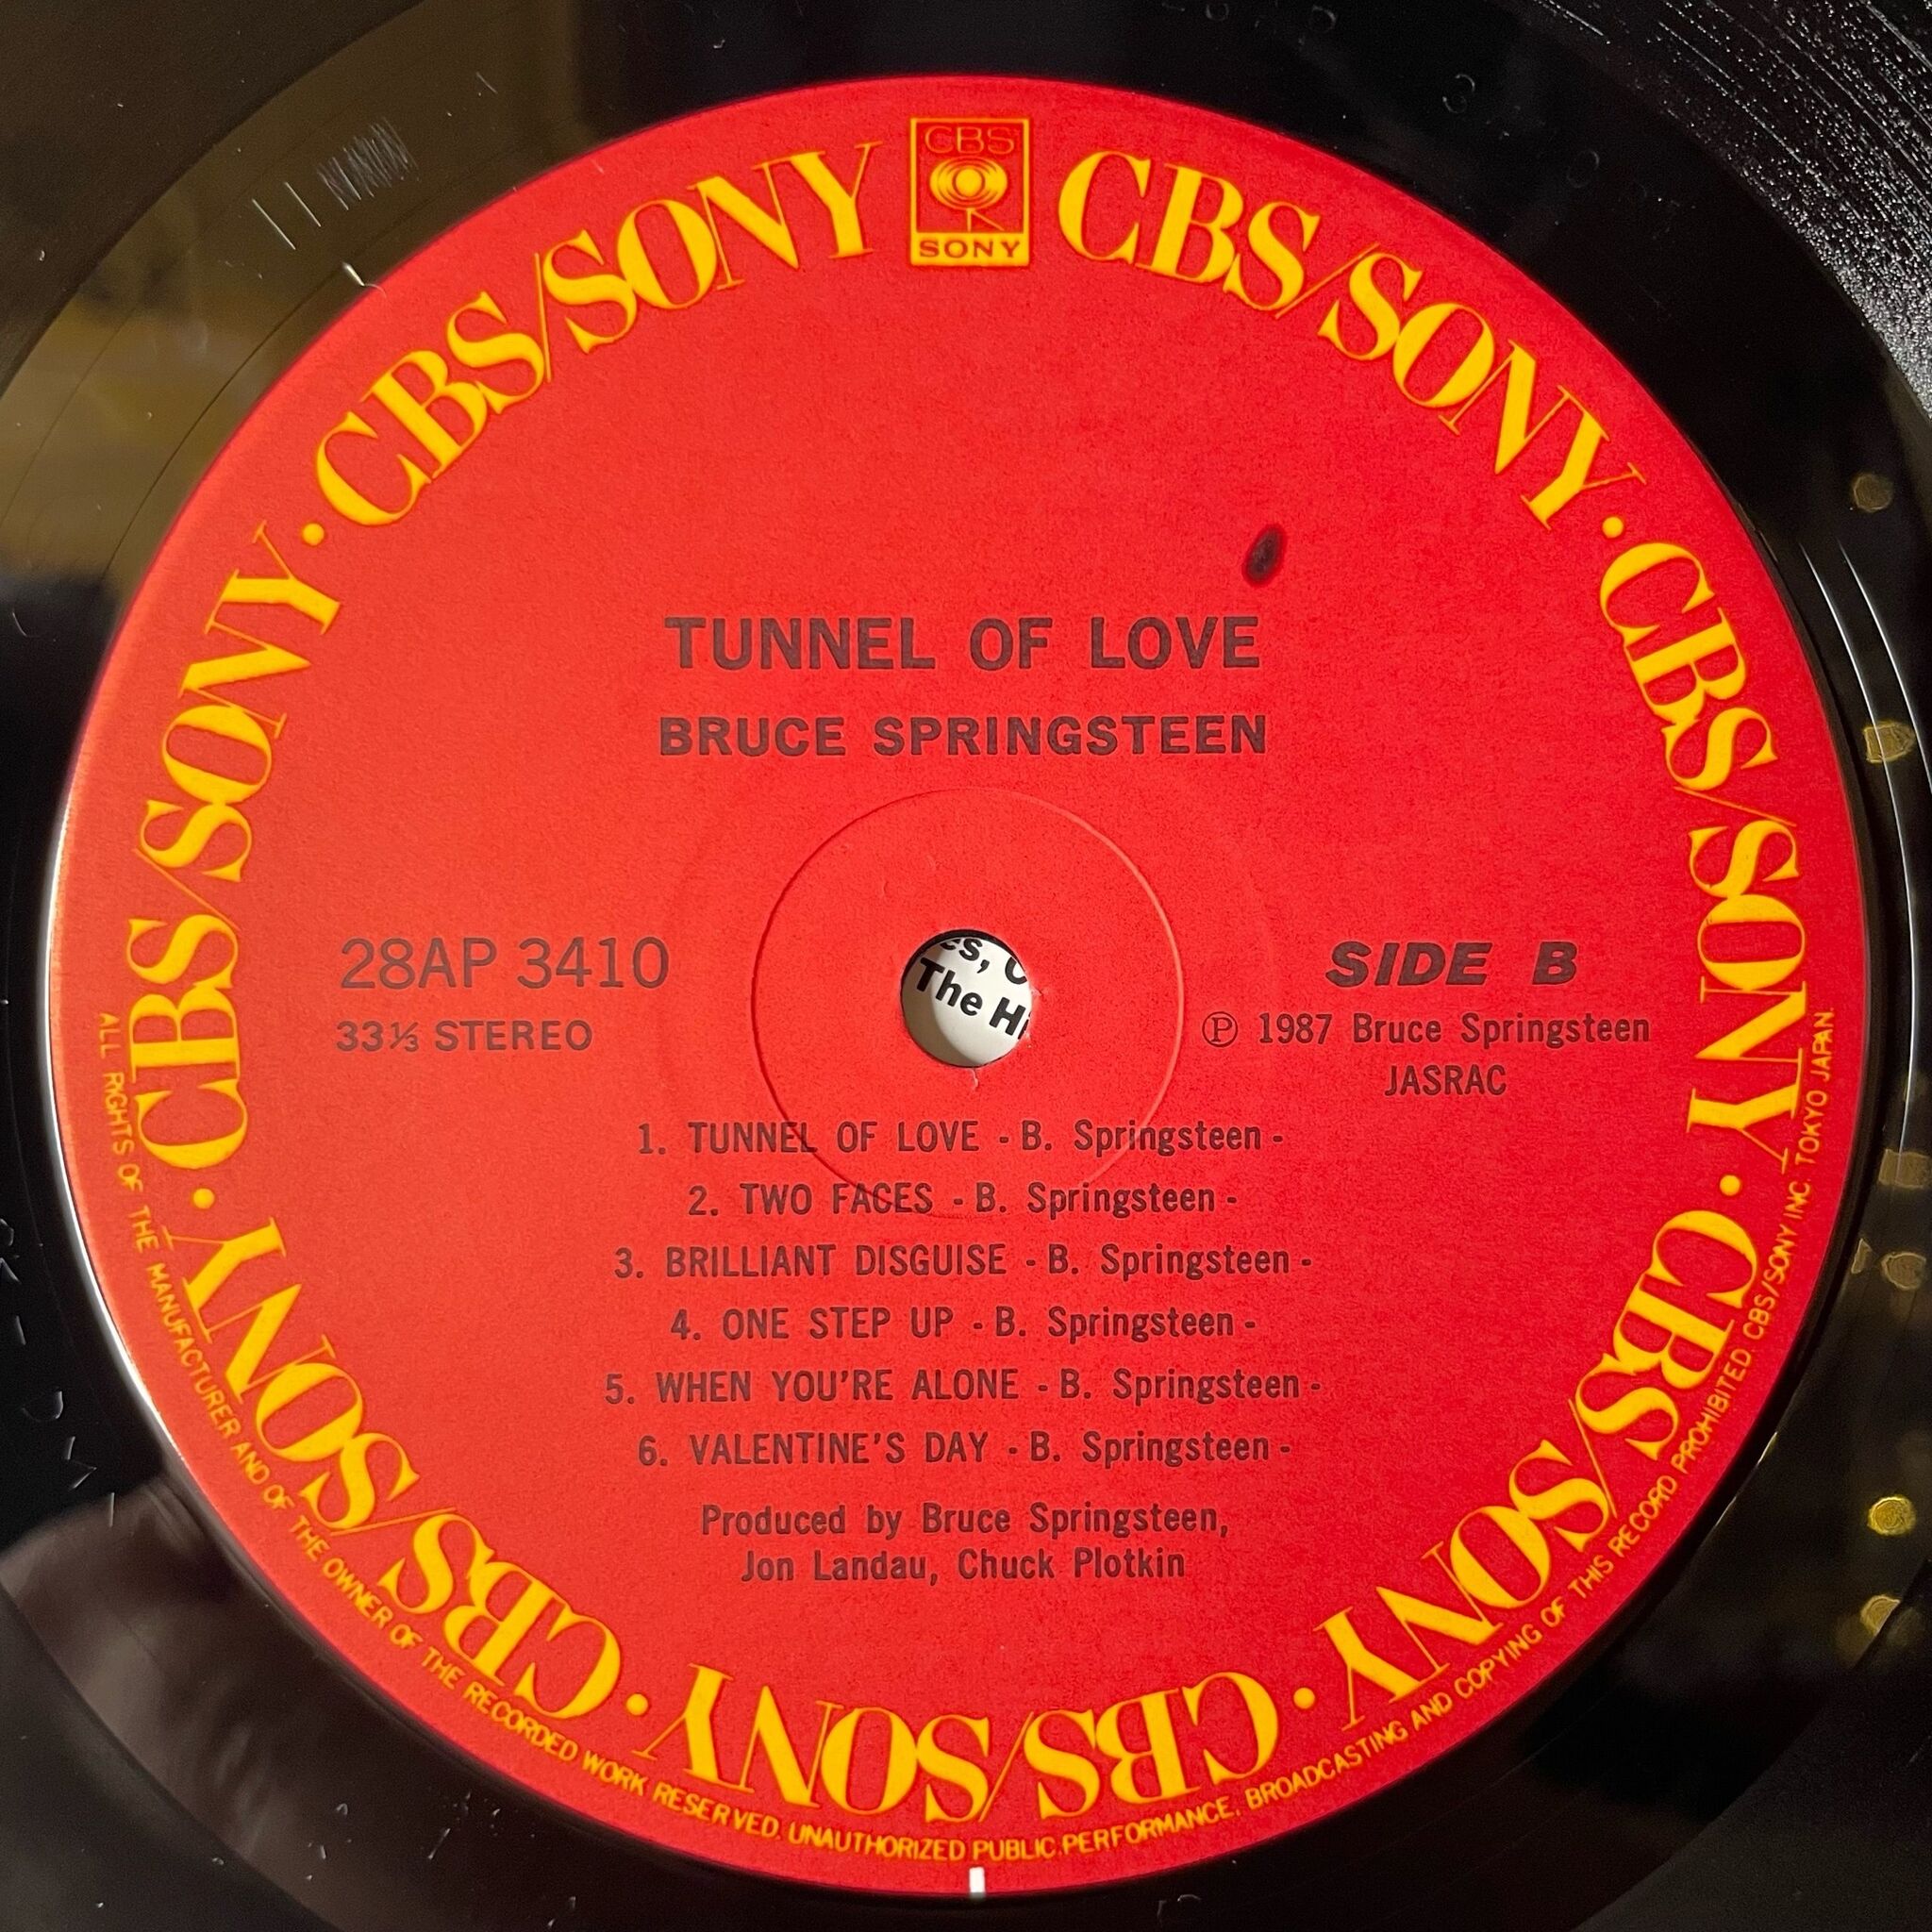 CBS
SONY
CBS/SONY · CBS/SONY · CBS/SONY · CBS/SONY · CBS/SONY · CBS/SONY · CBS/SONY
TUNNEL OF LOVE
BRUCE SPRINGSTEEN
28AP 3410
33⅓ STEREO
SIDE B
Ⓟ 1987 Bruce Springsteen
JASRAC
es,
The Hi
1. TUNNEL OF LOVE - B. Springsteen -
2. TWO FACES - B. Springsteen -
3. BRILLIANT DISGUISE - B. Springsteen -
4. ONE STEP UP - B. Springsteen -
5. WHEN YOU'RE ALONE - B. Springsteen -
6. VALENTINE'S DAY - B. Springsteen -
Produced by Bruce Springsteen,
Jon Landau, Chuck Plotkin
ALL RIGHTS OF THE MANUFACTURER AND OF THE OWNER OF THE RECORDED WORK RESERVED. UNAUTHORIZED PUBLIC PERFORMANCE, BROADCASTING AND COPYING OF THIS RECORD PROHIBITED. CBS/SONY INC. TOKYO JAPAN.